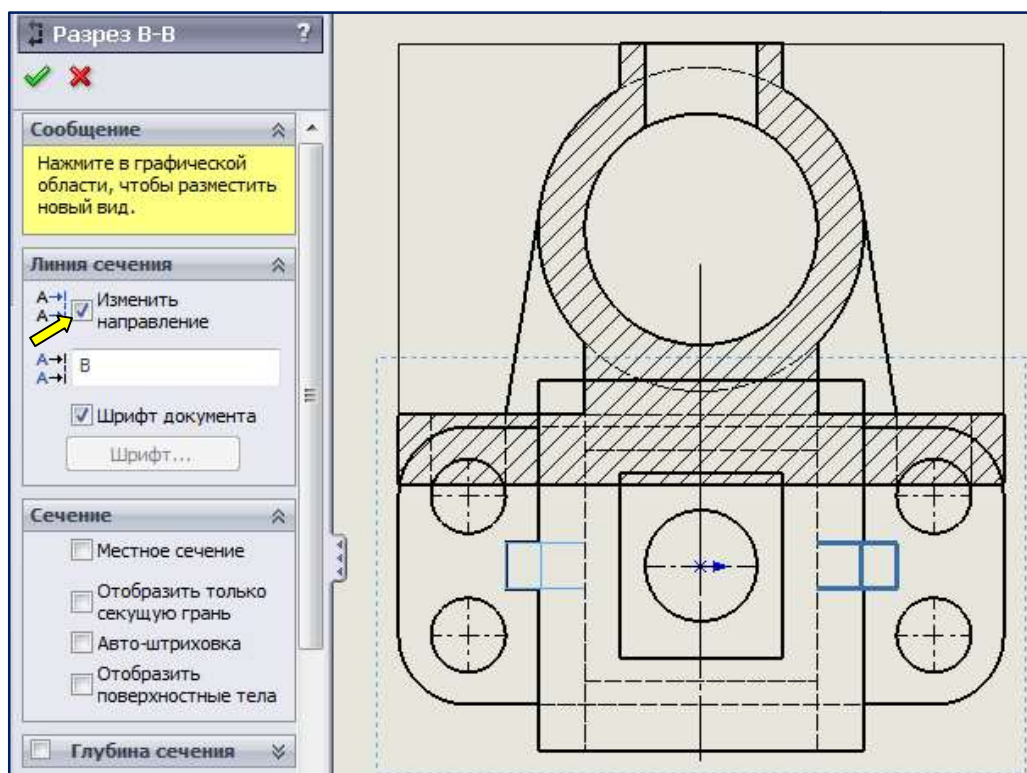 Разрез B-B ?
Сообщение
Нажмите в графической
области, чтобы разместить
новый вид.
Линия сечения
A
A
Изменить
направление
A
A
B
Шрифт документа
Шрифт...
Сечение
Местное сечение
Отобразить только
секущую грань
Авто-штриховка
Отобразить
поверхностные тела
Глубина сечения